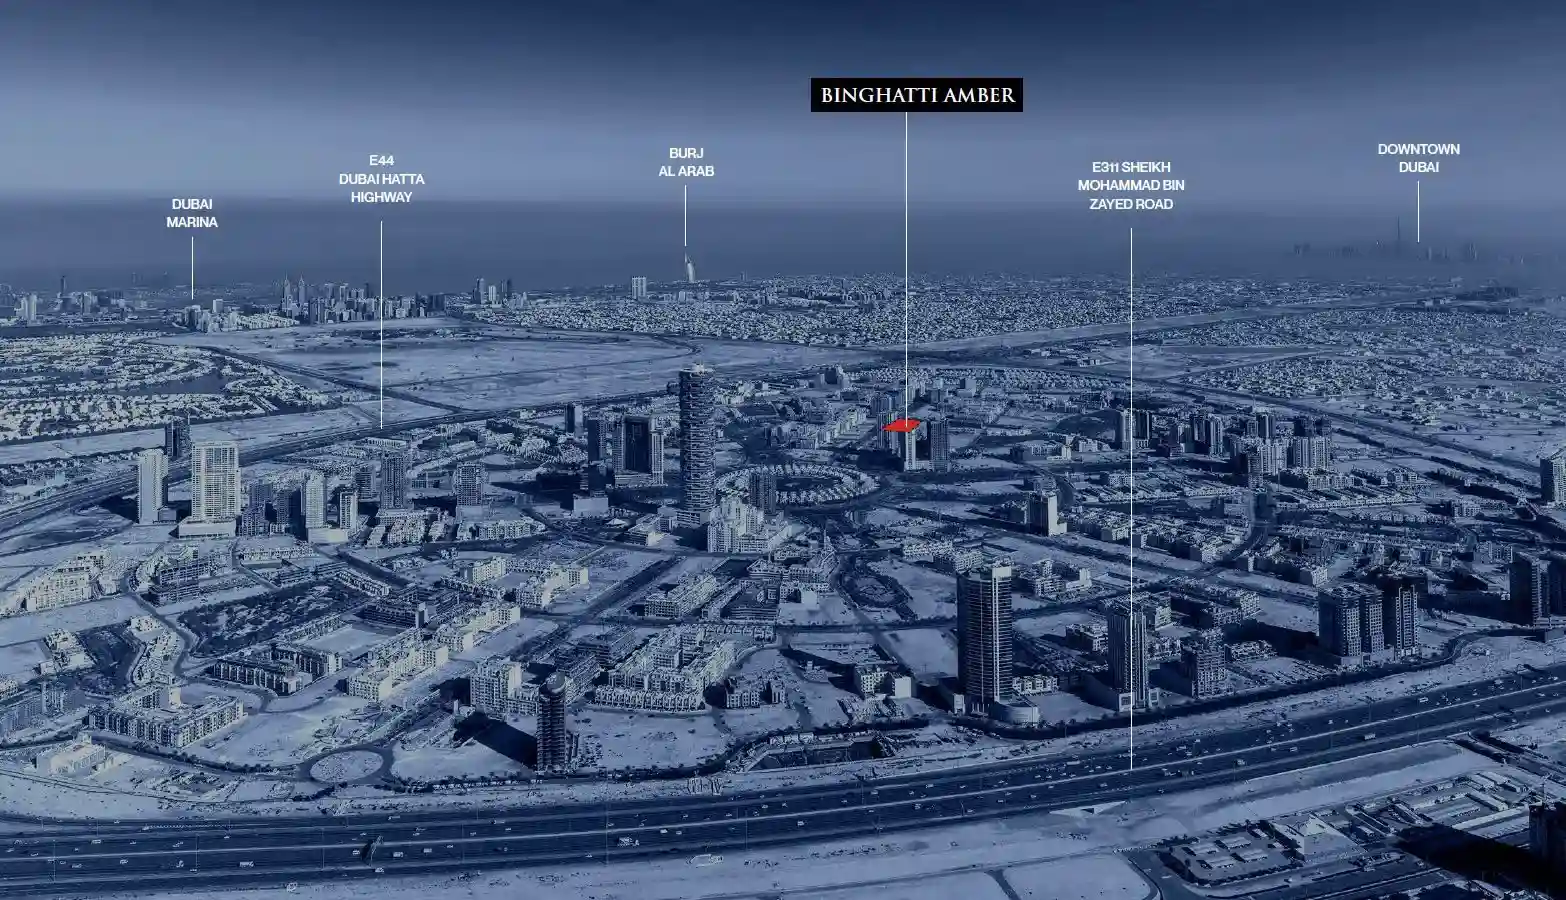 BINGHATTI AMBER
DUBAI
MARINA
E44
DUBAI HATTA
HIGHWAY
BURJ
AL ARAB
E311 SHEIKH
MOHAMMAD BIN
ZAYED ROAD
DOWNTOWN
DUBAI